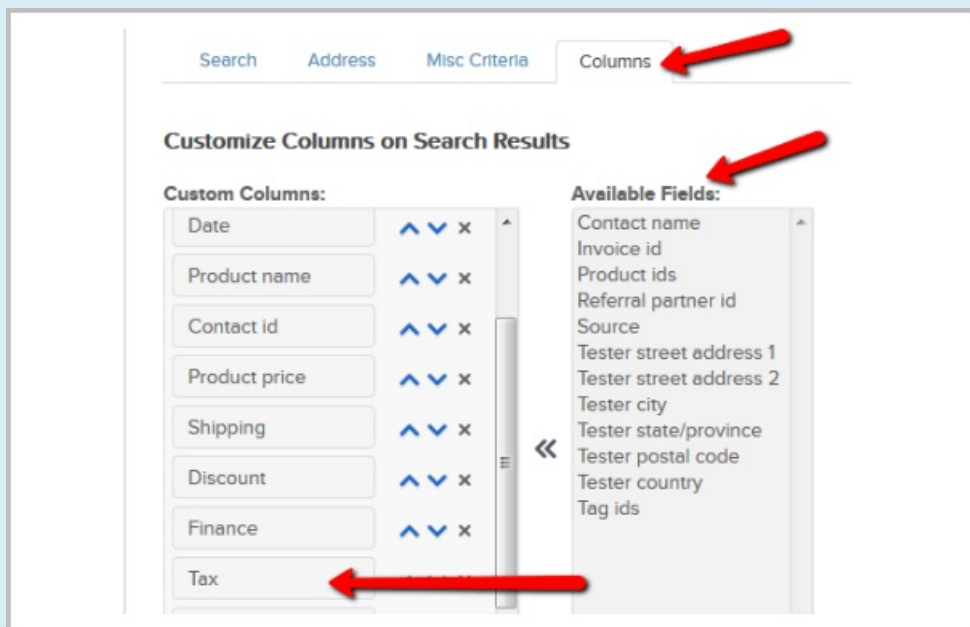 Search Address Misc Criteria Columns
Customize Columns on Search Results
Custom Columns:
Date
Product name
Contact id
Product price
Shipping
Discount
Finance
Tax
Available Fields:
Contact name
Invoice id
Product ids
Referral partner id
Source
Tester street address 1
Tester street address 2
Tester city
Tester state/province
Tester postal code
Tester country
Tag ids